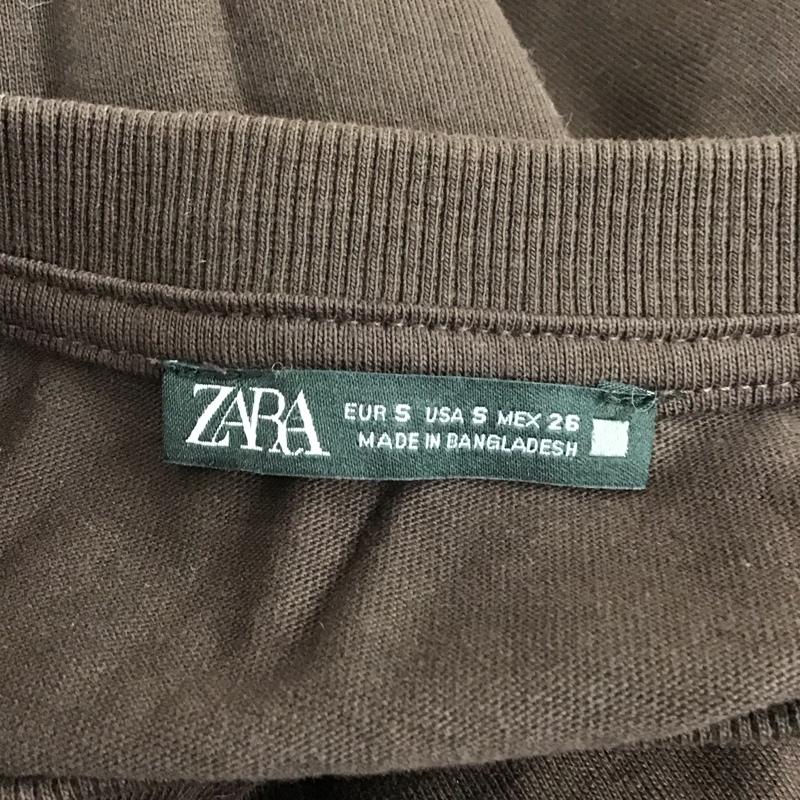 ZARA
EUR S USA S MEX 26
MADE IN BANGLADESH